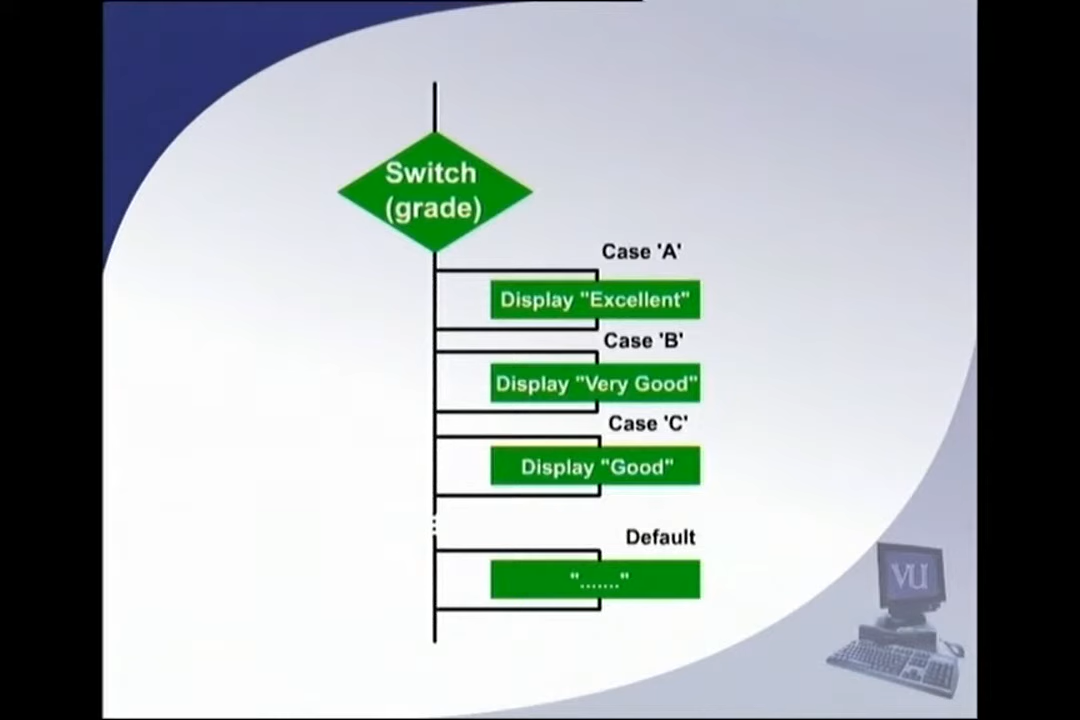 Switch
(grade)
Case 'A'
Display "Excellent"
Case 'B'
Display "Very Good"
Case 'C'
Display "Good"
Default
"......."
VU